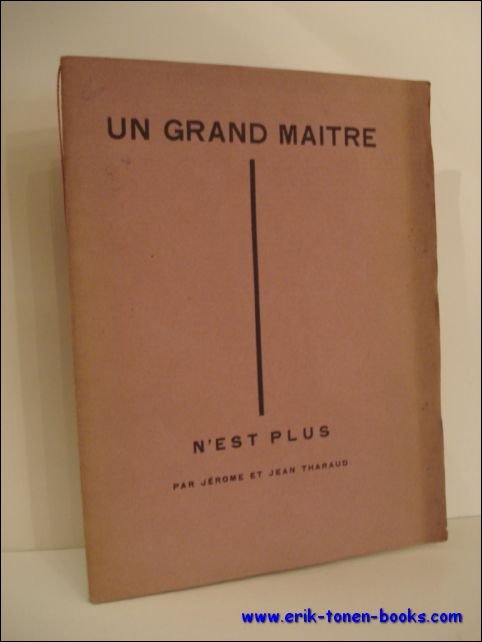 UN GRAND MAITRE
N'EST PLUS
PAR JÉROME ET JEAN THARAUD
www.erik-tonen-books.com